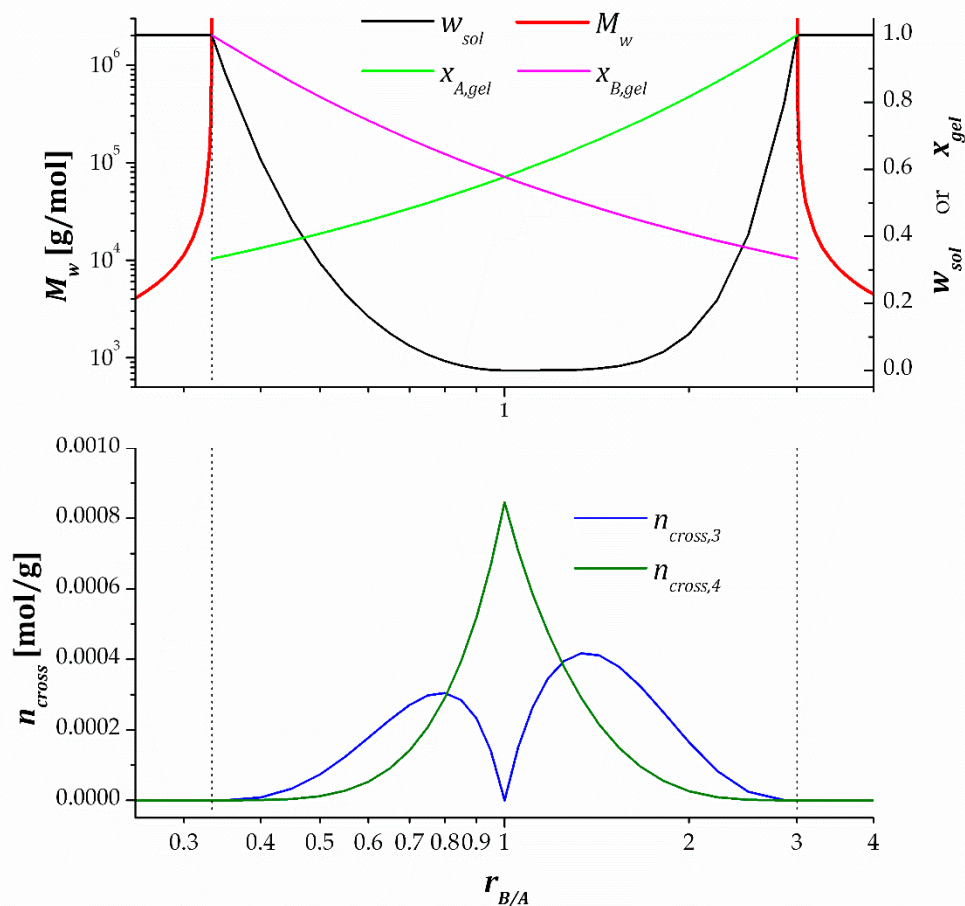 w_sol M_w
x_A,gel x_B,gel
10^6
10^5
10^4
10^3
M_w [g/mol]
1.0
0.8
0.6
0.4
0.2
0.0
w_sol or x_gel
1
0.0010
0.0008
0.0006
0.0004
0.0002
0.0000
n_cross [mol/g]
n_cross,3
n_cross,4
0.3 0.4 0.5 0.6 0.7 0.8 0.9 1 2 3 4
r_B/A